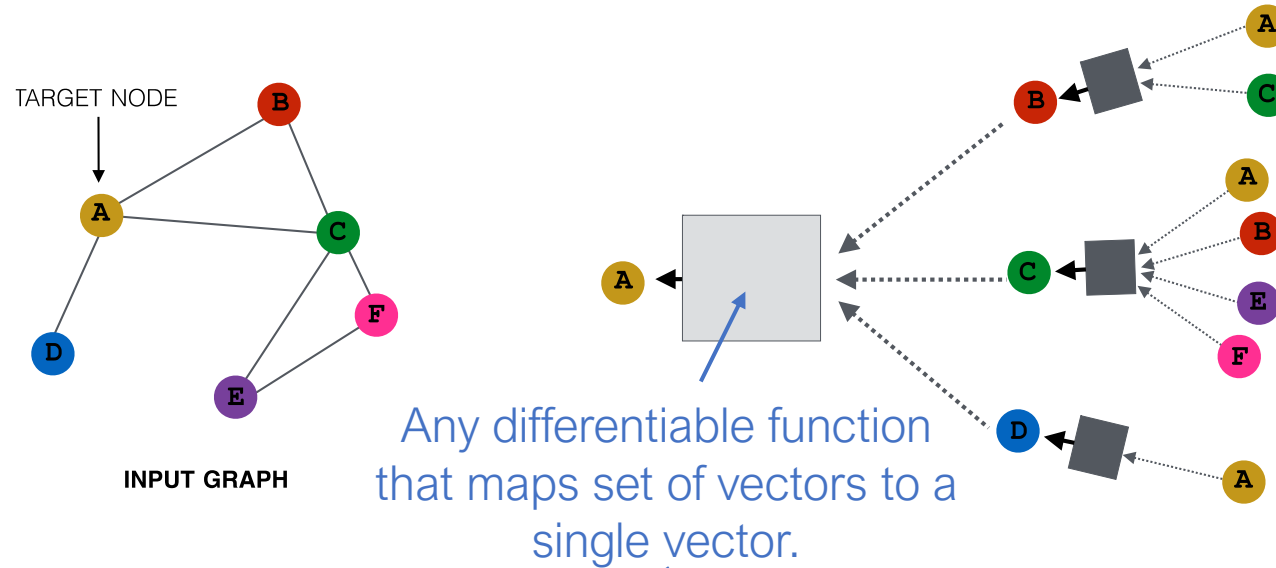 TARGET NODE
B
A
C
F
D
E
INPUT GRAPH
A
B
C
D
A
C
A
B
E
F
A
Any differentiable function
that maps set of vectors to a
single vector.